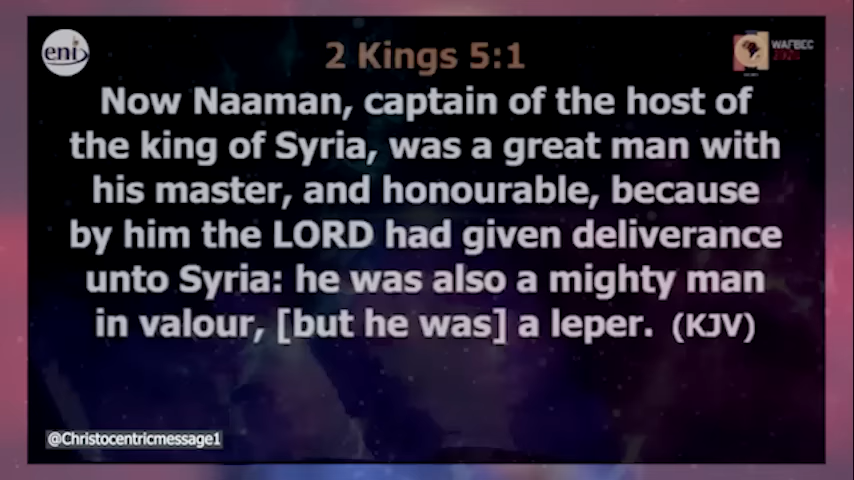 eni
WAFBEC
2 Kings 5:1
Now Naaman, captain of the host of
the king of Syria, was a great man with
his master, and honourable, because
by him the LORD had given deliverance
unto Syria: he was also a mighty man
in valour, [but he was] a leper. (KJV)
@Christocentricmessage1